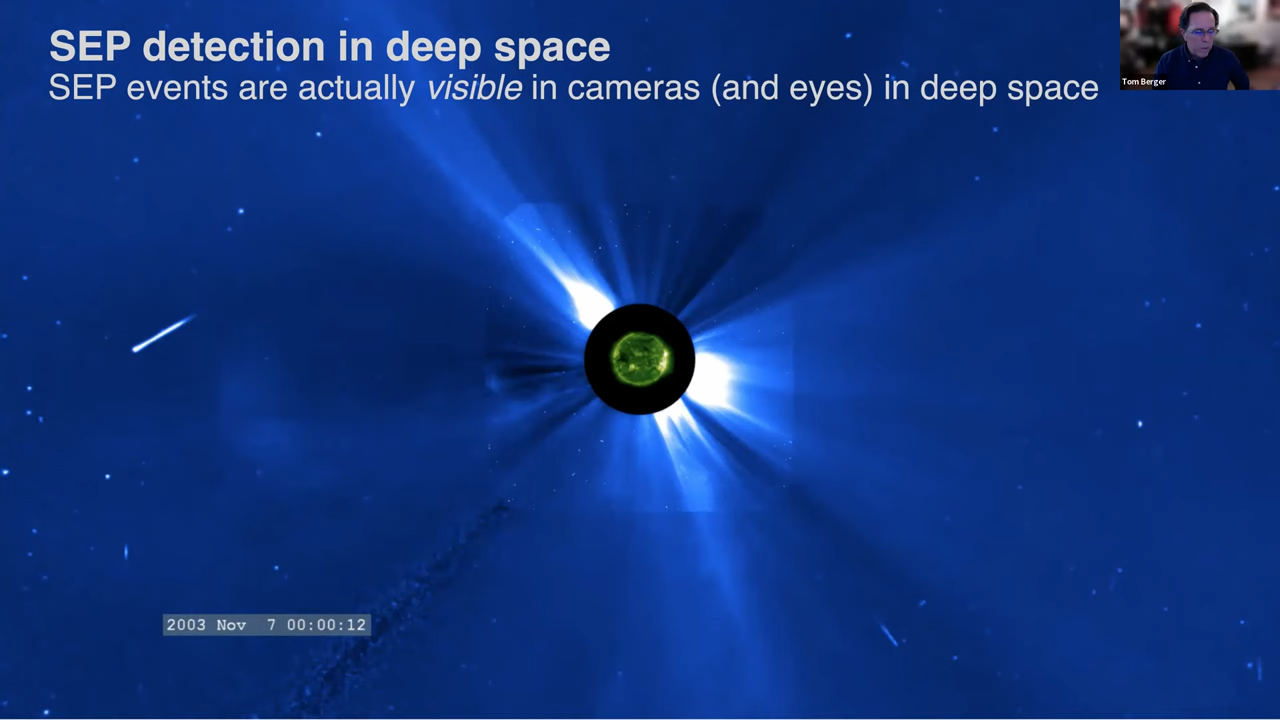 SEP detection in deep space
SEP events are actually visible in cameras (and eyes) in deep space
Tom Berger
2003 Nov  7 00:00:12